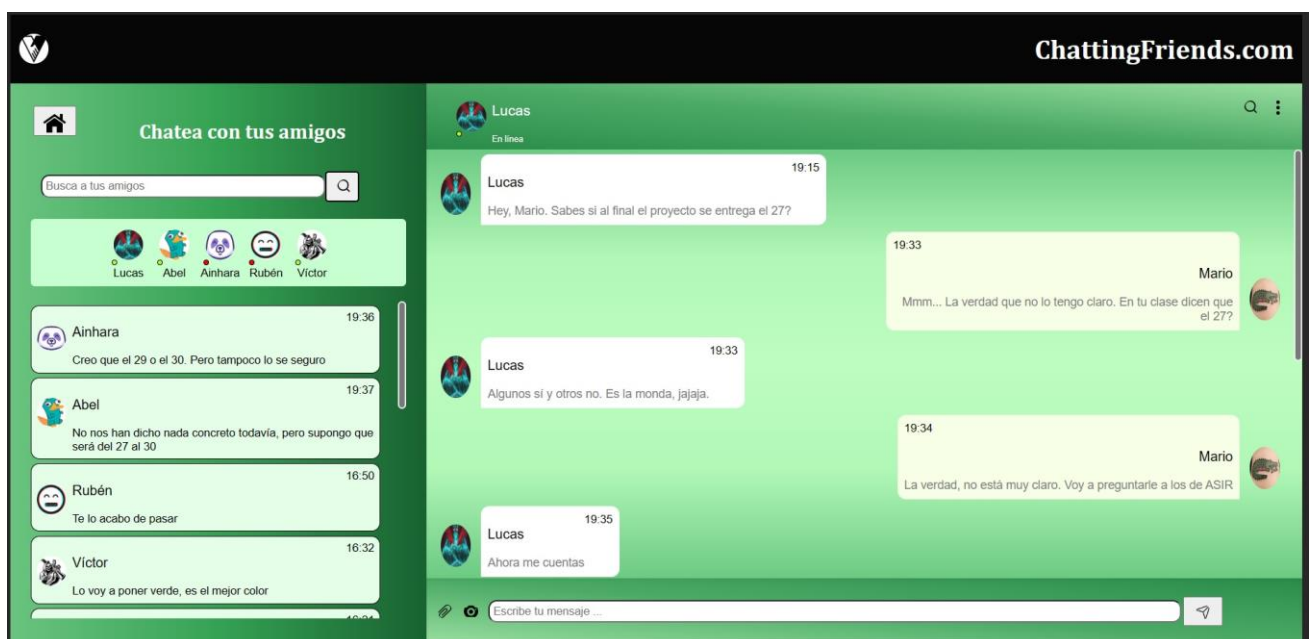 ChattingFriends.com
Chatea con tus amigos
Busca a tus amigos
Lucas Abel Ainhara Rubén Víctor
19:36
Ainhara
Creo que el 29 o el 30. Pero tampoco lo se seguro
19:37
Abel
No nos han dicho nada concreto todavía, pero supongo que
será del 27 al 30
16:50
Rubén
Te lo acabo de pasar
16:32
Víctor
Lo voy a poner verde, es el mejor color
Lucas
En línea
19:15
Lucas
Hey, Mario. Sabes si al final el proyecto se entrega el 27?
19:33
Mario
Mmm... La verdad que no lo tengo claro. En tu clase dicen que
el 27?
19:33
Lucas
Algunos sí y otros no. Es la monda, jajaja.
19:34
Mario
La verdad, no está muy claro. Voy a preguntarle a los de ASIR
19:35
Lucas
Ahora me cuentas
Escribe tu mensaje ...